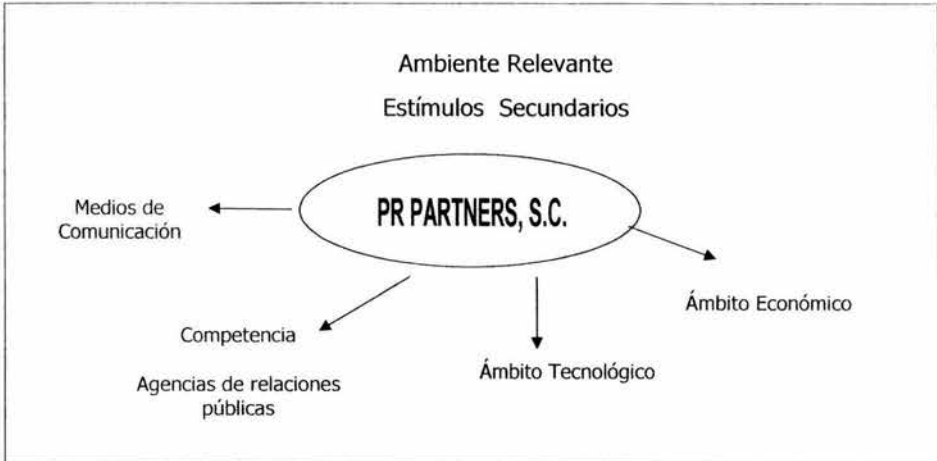 Ambiente Relevante
Estímulos Secundarios
PR PARTNERS, S.C.
Medios de
Comunicación
Ámbito Económico
Competencia
Ámbito Tecnológico
Agencias de relaciones
públicas